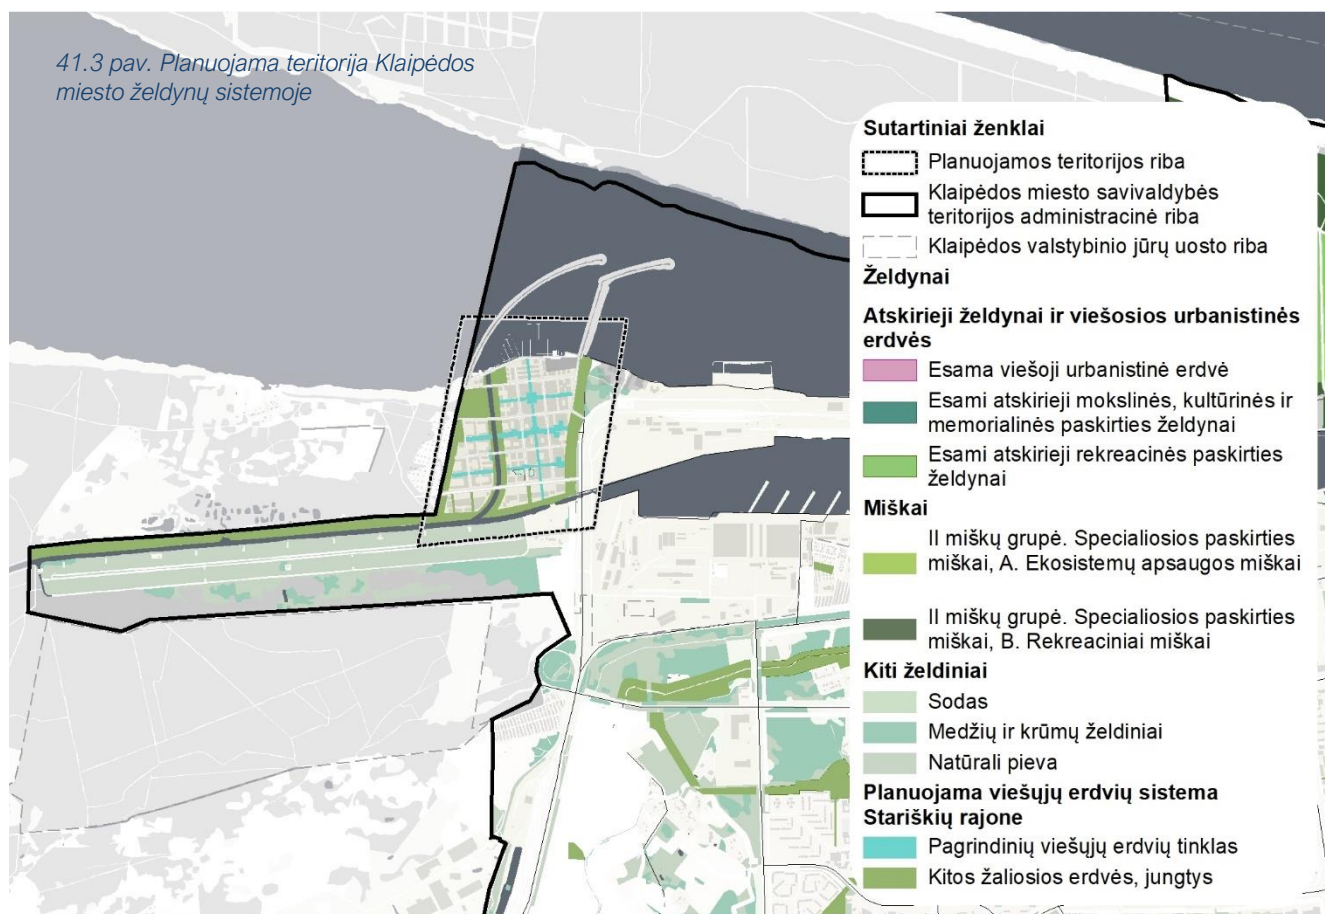 41.3 pav. Planuojama teritorija Klaipėdos
miesto želdynų sistemoje
Sutartiniai ženklai
Planuojamos teritorijos riba
Klaipėdos miesto savivaldybės
teritorijos administracinė riba
Klaipėdos valstybinio jūrų uosto riba
Želdynai
Atskirieji želdynai ir viešosios urbanistinės
erdvės
Esama viešoji urbanistinė erdvė
Esami atskirieji mokslinės, kultūrinės ir
memorialinės paskirties želdynai
Esami atskirieji rekreacinės paskirties
želdynai
Miškai
II miškų grupė. Specialiosios paskirties
miškai, A. Ekosistemų apsaugos miškai
II miškų grupė. Specialiosios paskirties
miškai, B. Rekreaciniai miškai
Kiti želdiniai
Sodas
Medžių ir krūmų želdiniai
Natūrali pieva
Planuojama viešųjų erdvių sistema
Stariškių rajone
Pagrindinių viešųjų erdvių tinklas
Kitos žaliosios erdvės, jungtys